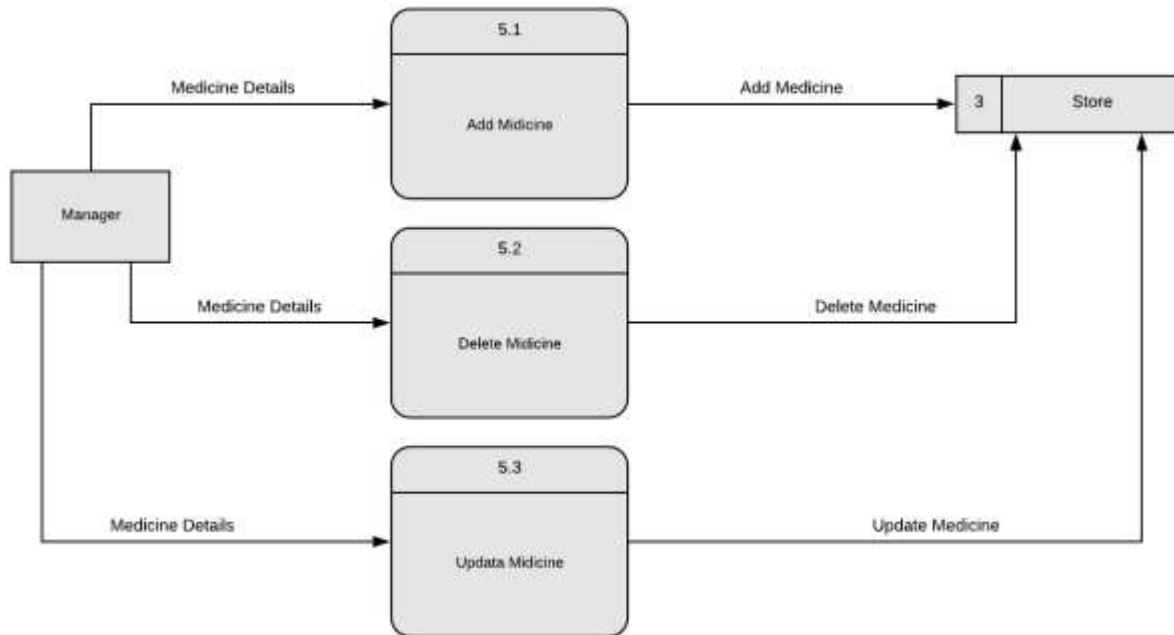 5.1
Medicine Details
Add Medicine
3
Store
Add Midicine
Manager
5.2
Medicine Details
Delete Medicine
Delete Midicine
5.3
Medicine Details
Update Medicine
Updata Midicine